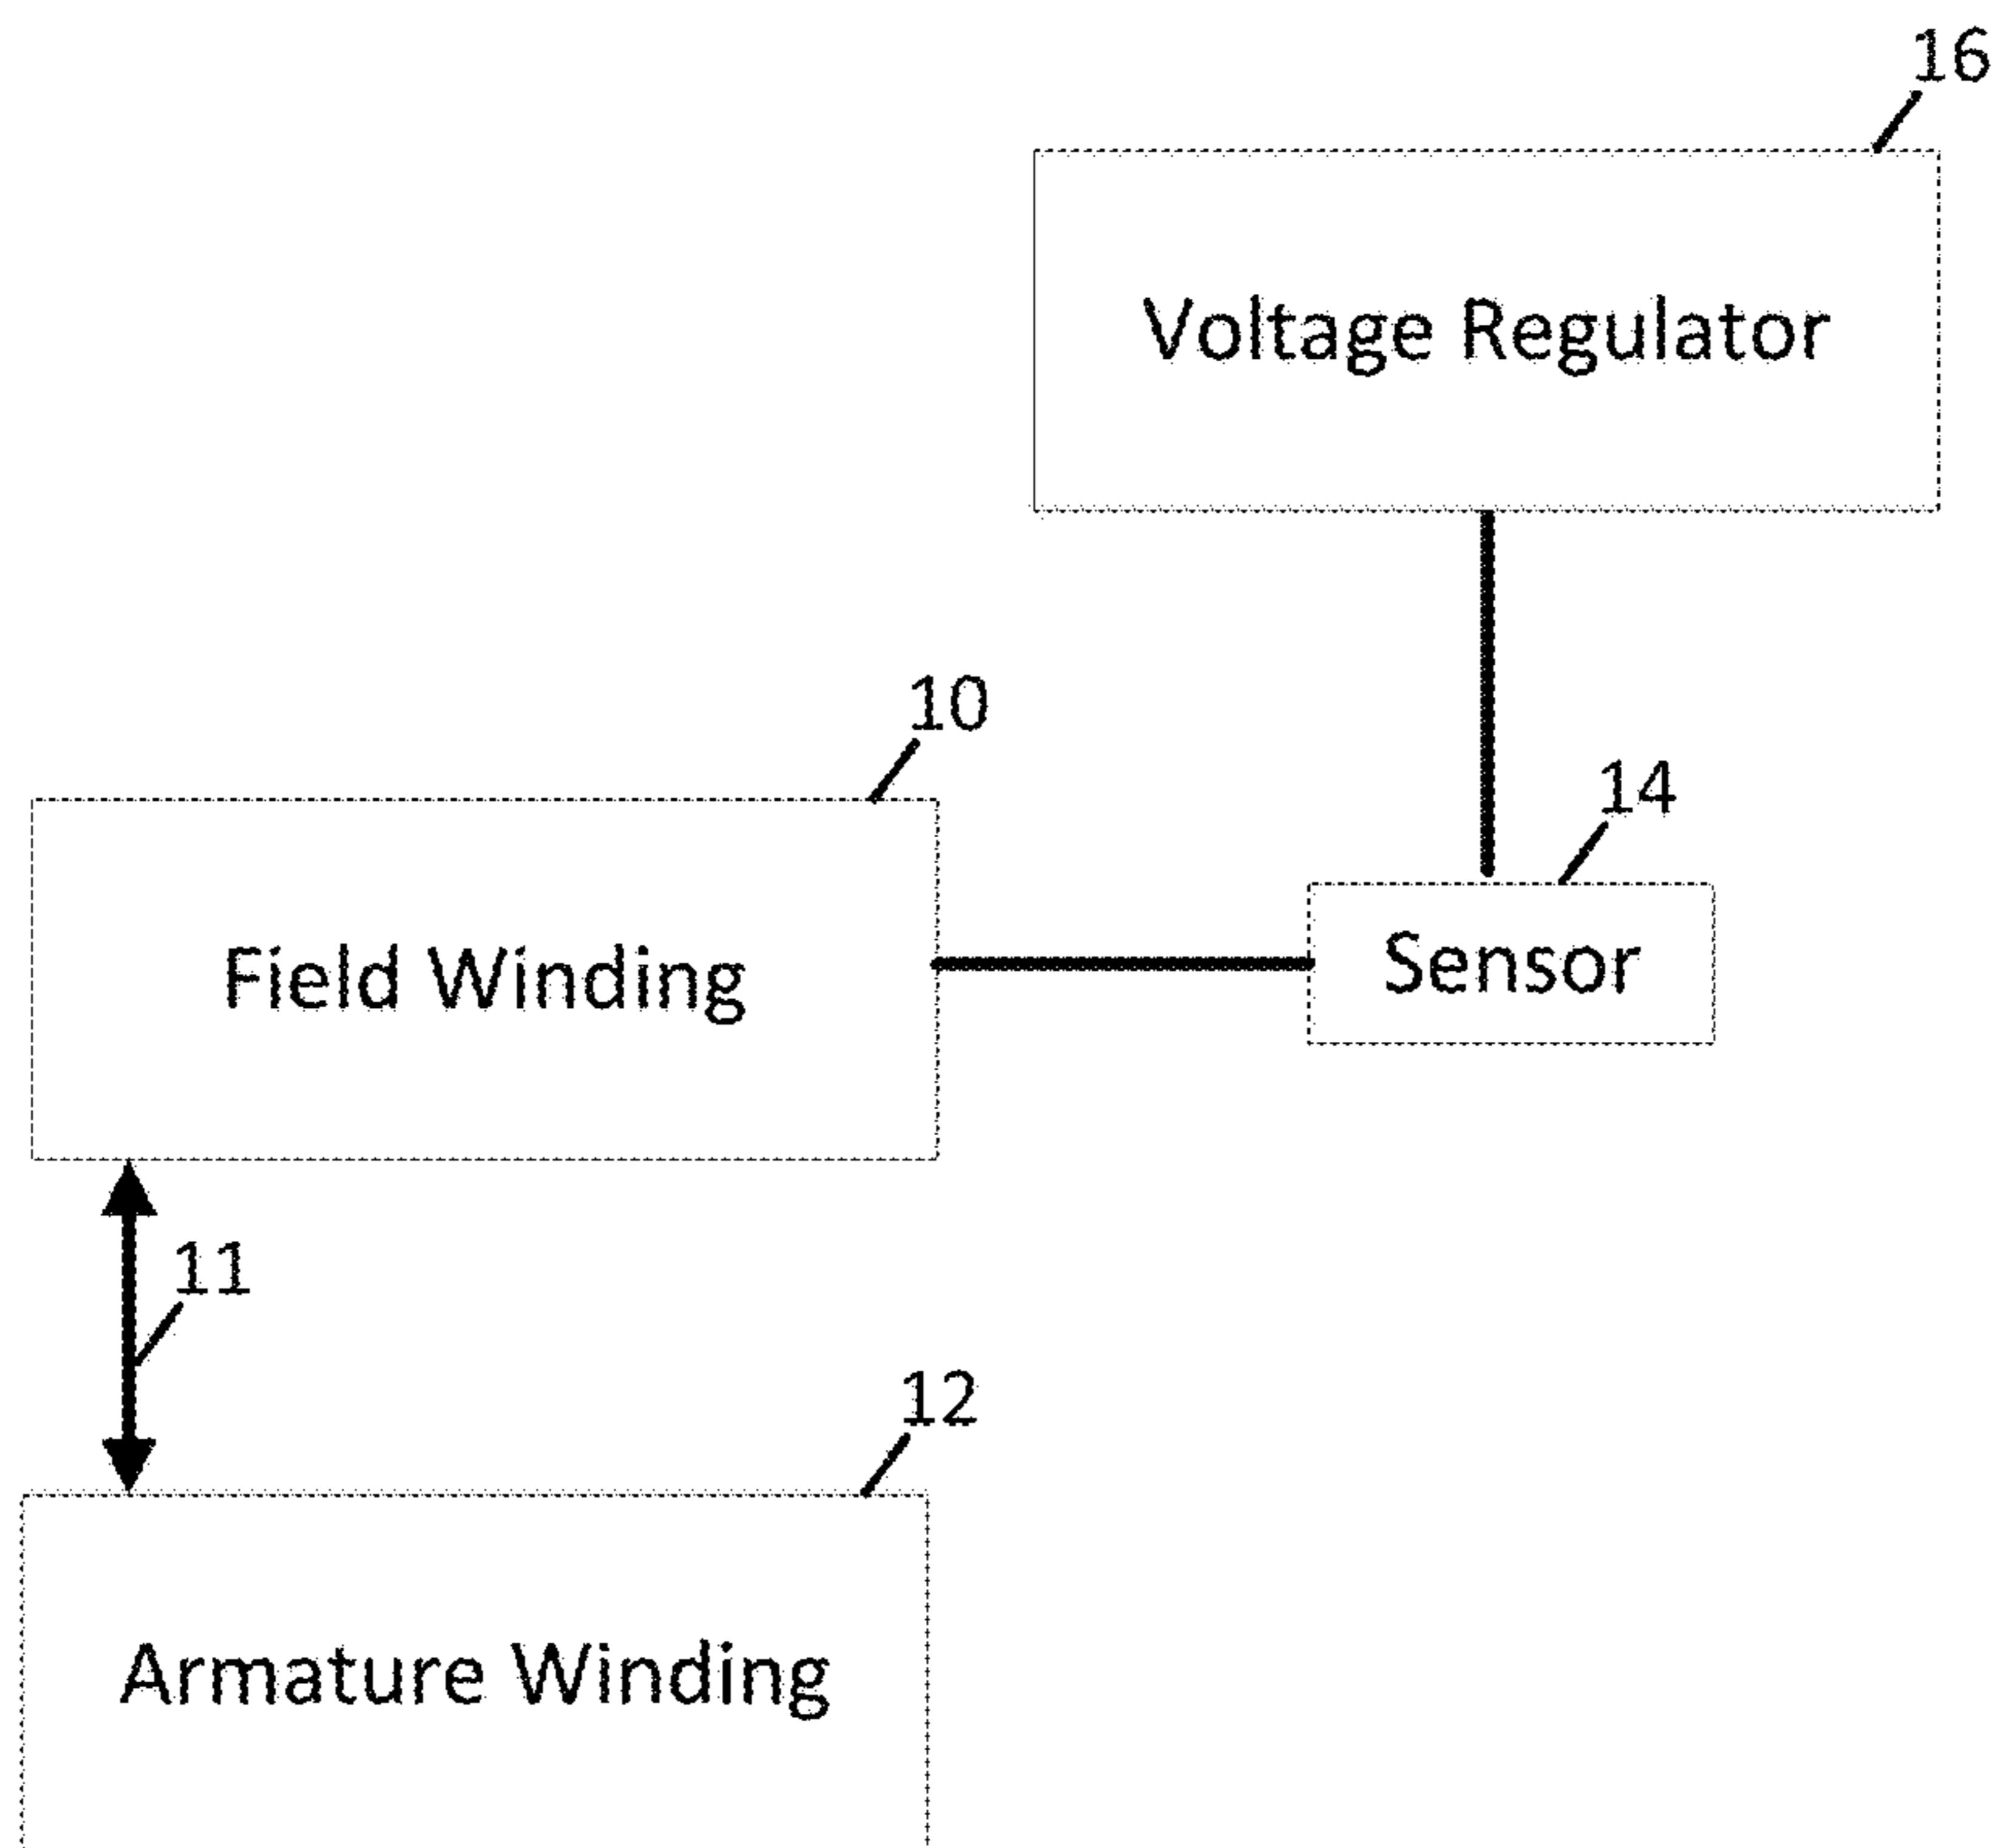 16
Voltage Regulator
10
14
Field Winding
Sensor
11
12
Armature Winding